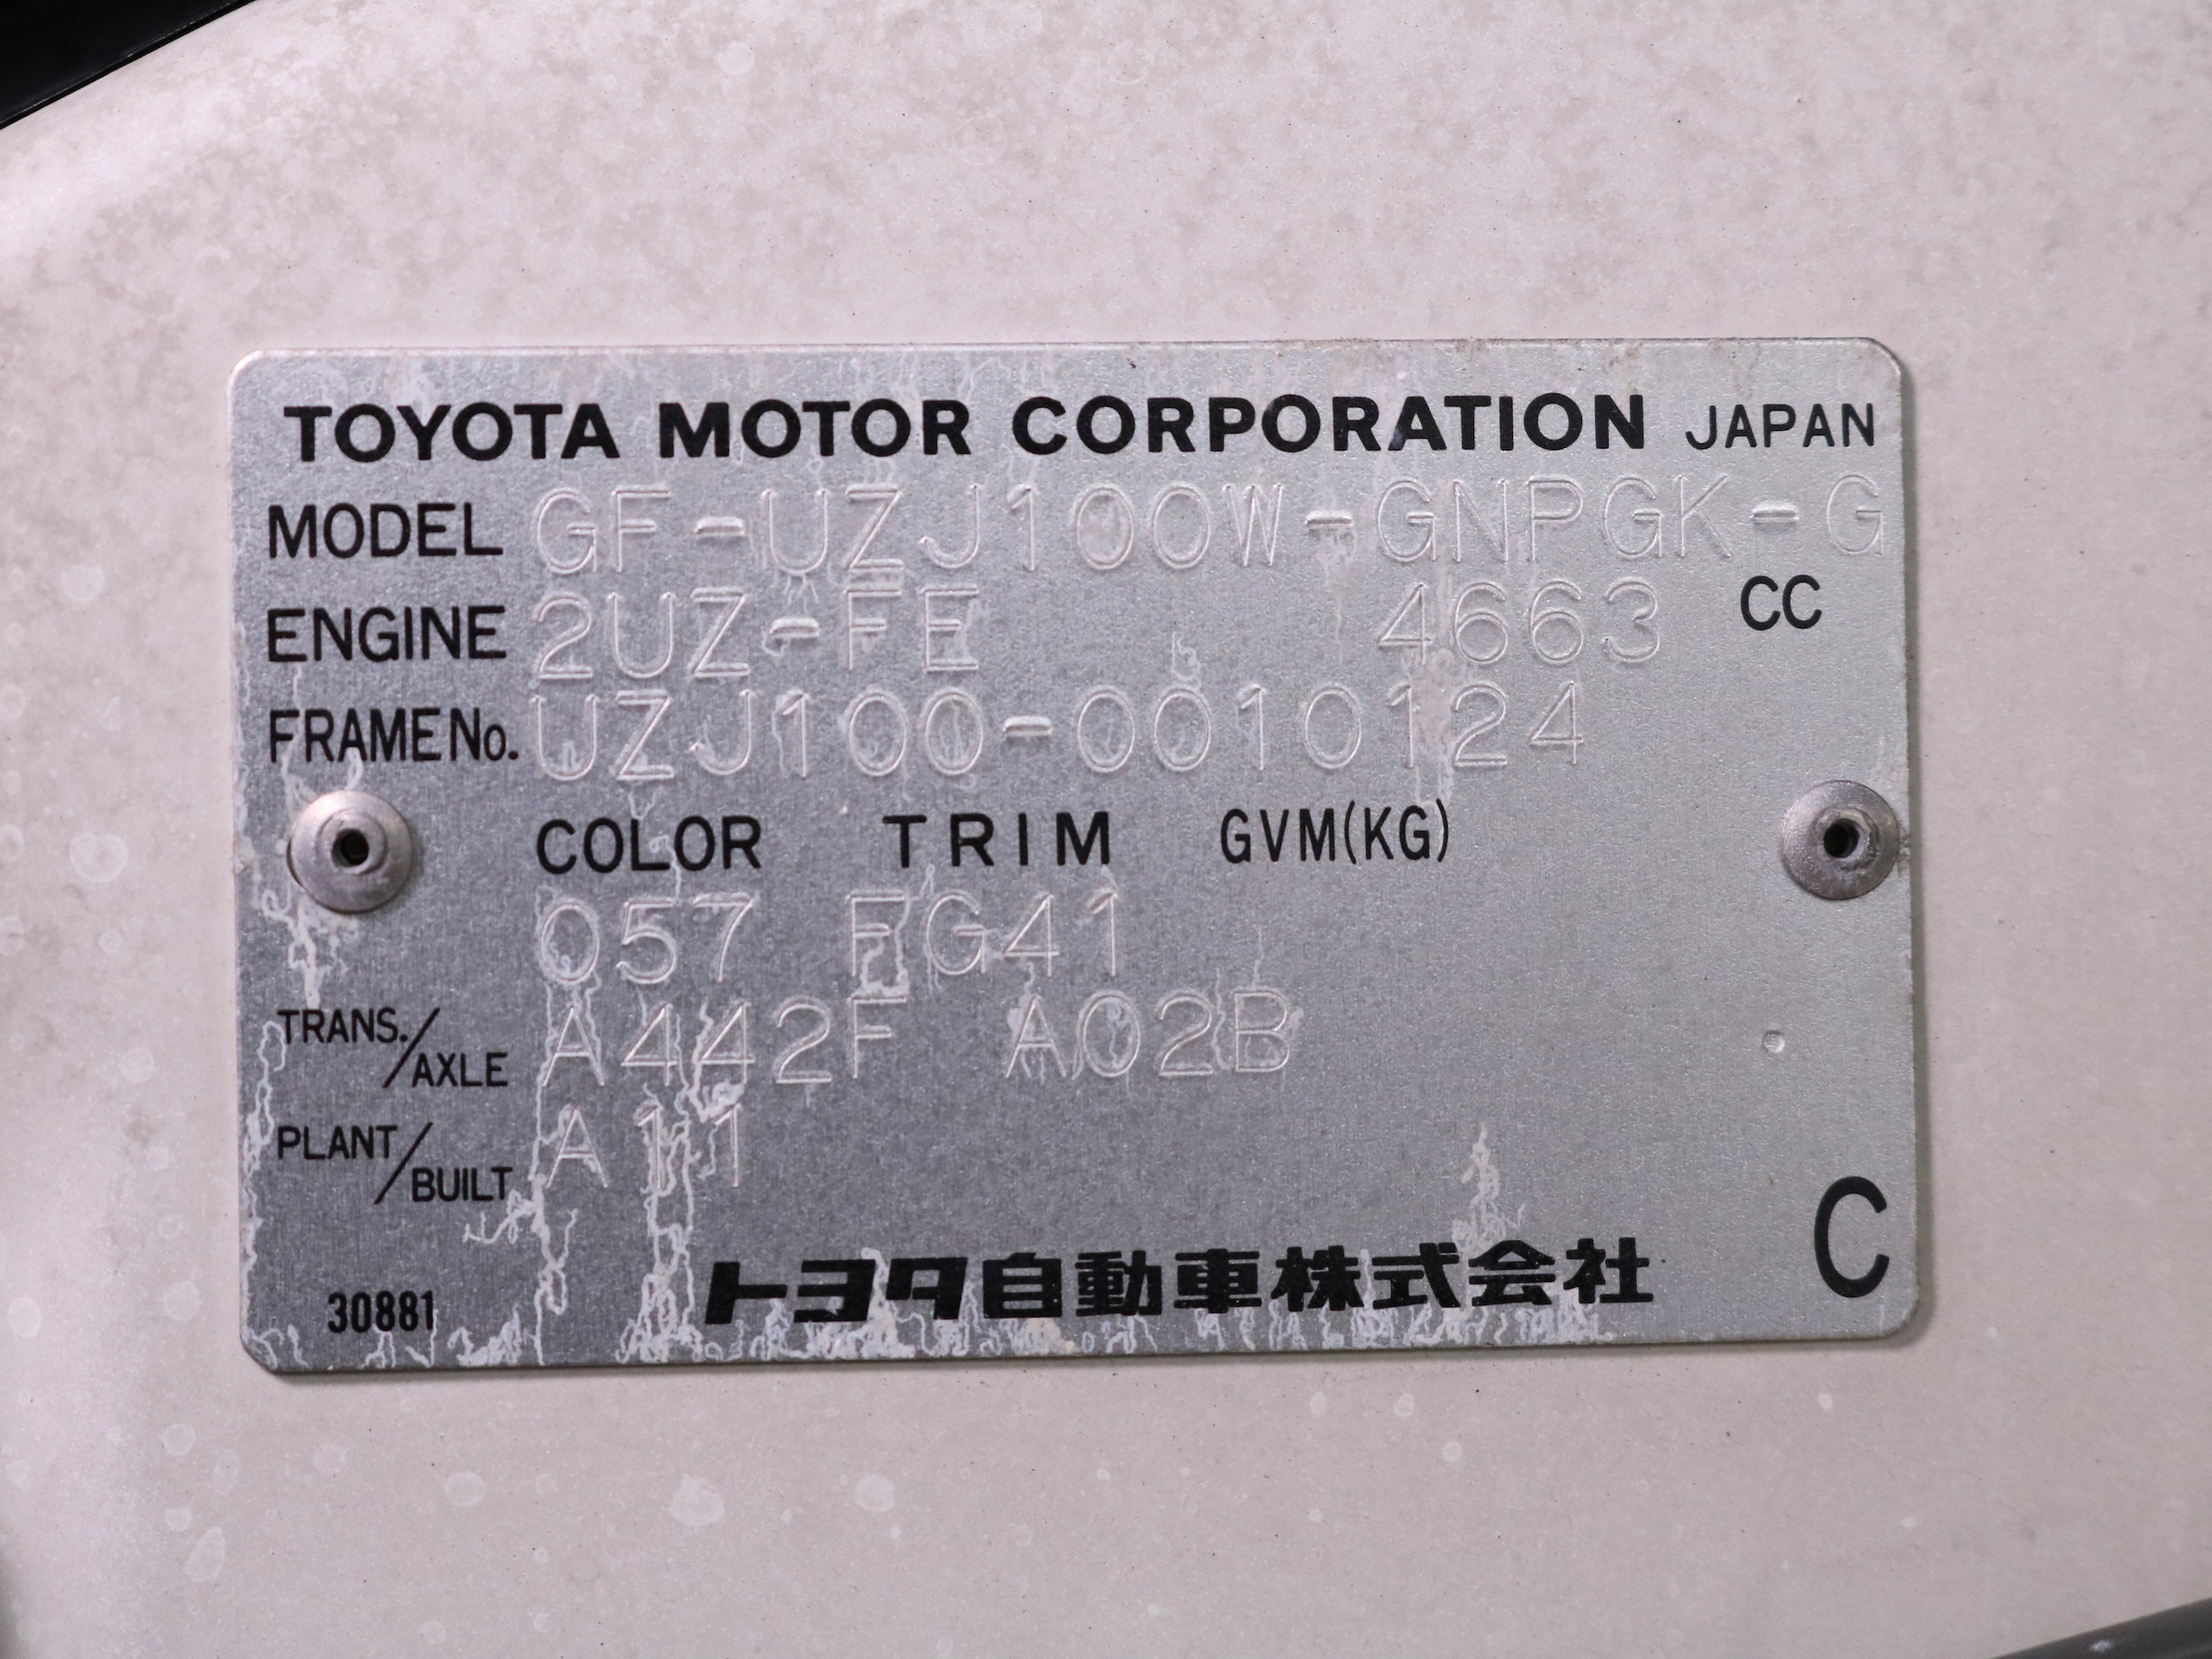 TOYOTA MOTOR CORPORATION JAPAN
MODEL GF-UZJ100W-GNPGK-G
ENGINE 2UZ-FE 4663 CC
FRAME No. UZJ100-0010124
COLOR TRIM GVM(KG)
057 FG41
TRANS./AXLE A442F A02B
PLANT/BUILT A11
C
30881 トヨタ自動車株式会社